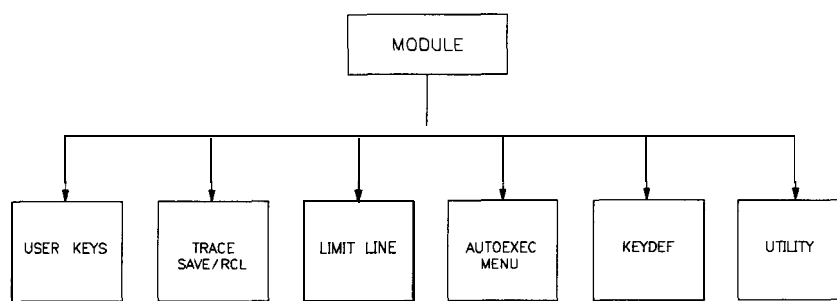 MODULE
USER KEYS
TRACE
SAVE/RCL
LIMIT LINE
AUTOEXEC
MENU
KEYDEF
UTILITY